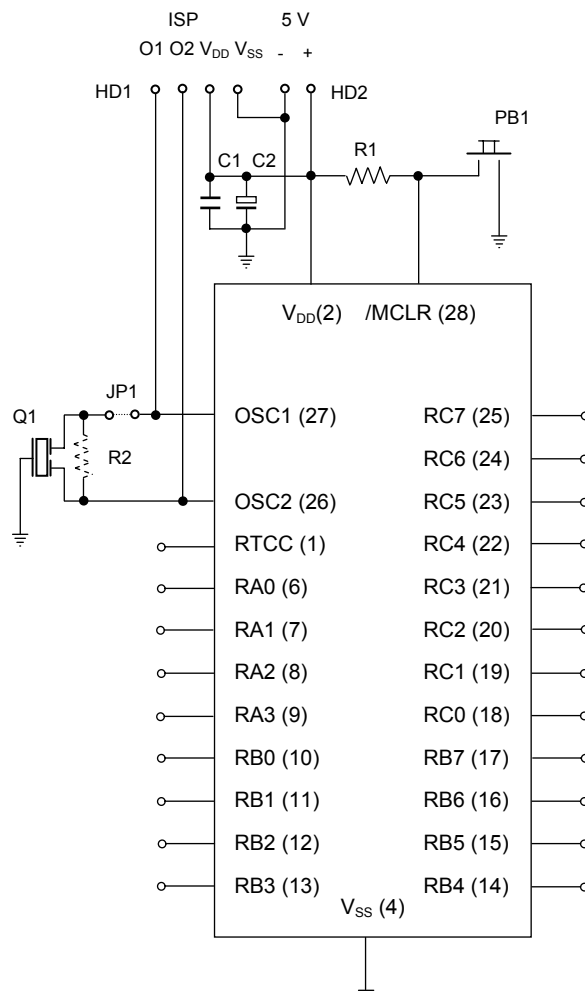 ISP 5 V
O1 O2 VDD VSS - +
HD1 HD2
PB1
R1
C1 C2
VDD(2) /MCLR (28)
JP1
Q1
OSC1 (27) RC7 (25)
R2
RC6 (24)
OSC2 (26) RC5 (23)
RTCC (1) RC4 (22)
RA0 (6) RC3 (21)
RA1 (7) RC2 (20)
RA2 (8) RC1 (19)
RA3 (9) RC0 (18)
RB0 (10) RB7 (17)
RB1 (11) RB6 (16)
RB2 (12) RB5 (15)
RB3 (13) RB4 (14)
VSS (4)